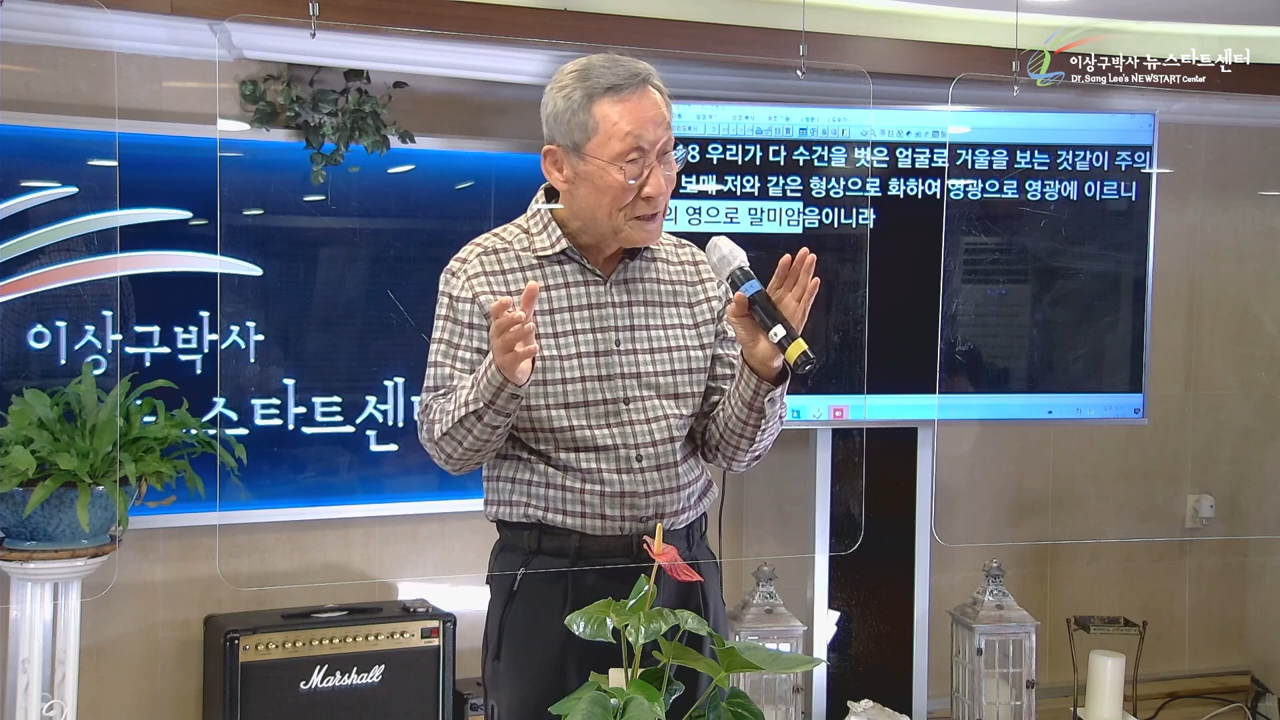 이상구박사 뉴스타트센터
Dr. Sang Lee's NEWSTART Center
8 우리가 다 수건을 벗은 얼굴로 거울을 보는 것같이 주의
보매 저와 같은 형상으로 화하여 영광으로 영광에 이르니
의 영으로 말미암음이니라
이상구박사
스타트센
Marshall